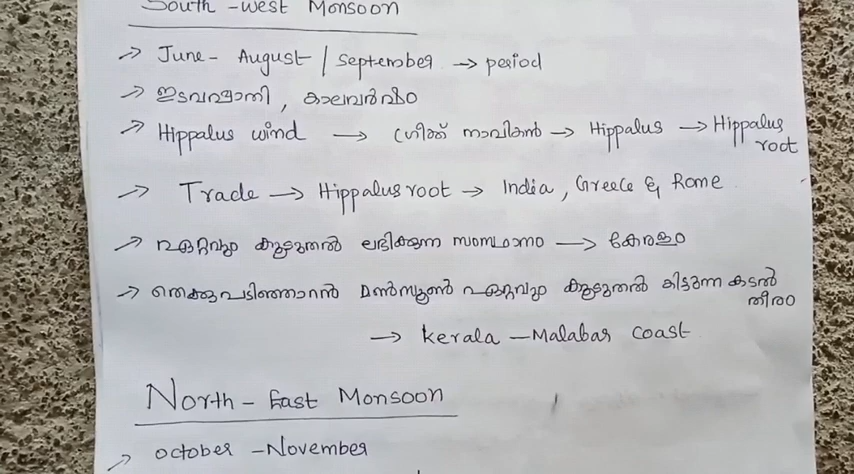 South - West Monsoon
→ June - August / September → period
→ ഇടവപ്പാതി, കാലവർഷം
→ Hippalus wind → ഗ്രീക്ക് നാവികൻ → Hippalus → Hippalus
root
→ Trade → Hippalus root → India, Greece & Rome
→ ഏറ്റവും കൂടുതൽ ലഭിക്കുന്ന സംസ്ഥാനം → കേരളം
→ തെക്കുപടിഞ്ഞാറൻ മൺസൂൺ ഏറ്റവും കൂടുതൽ കിട്ടുന്ന കടൽ
തീരം
→ Kerala - Malabar Coast
North - East Monsoon
→ October - November